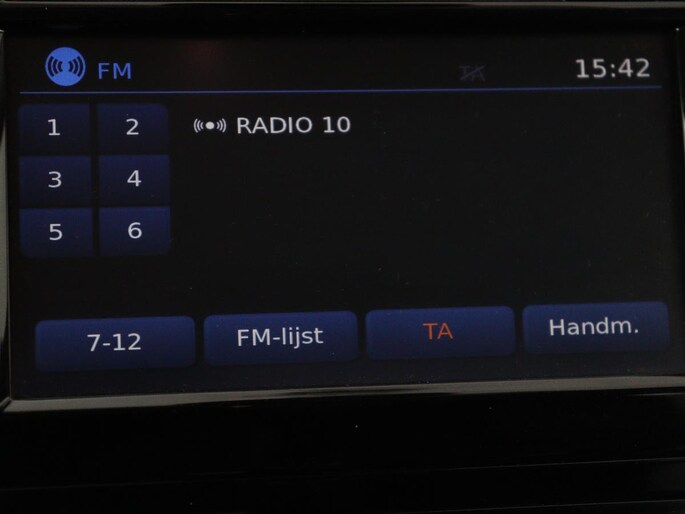 FM
TA
15:42
1 2
RADIO 10
3 4
5 6
7-12
FM-lijst
TA
Handm.